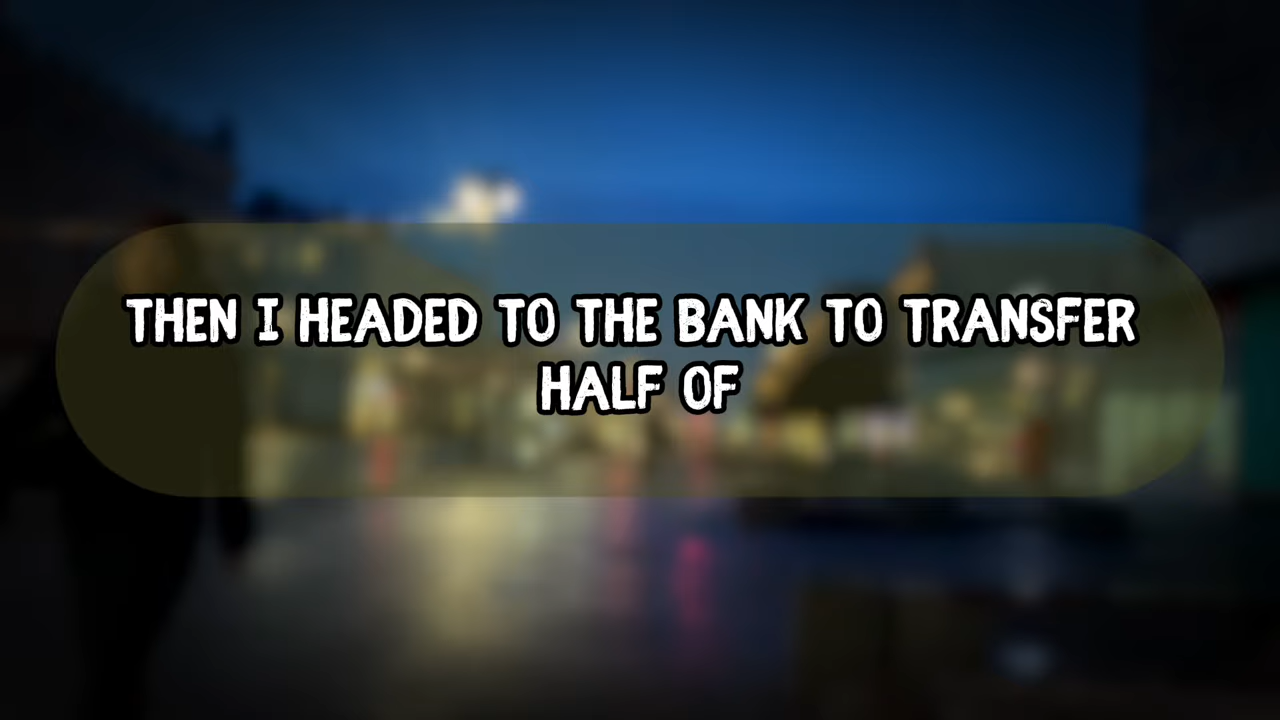 THEN I HEADED TO THE BANK TO TRANSFER
HALF OF